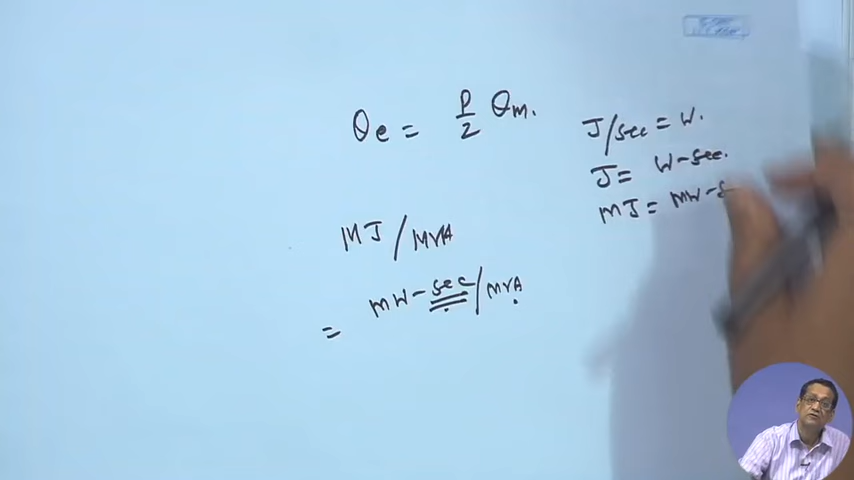 θe = P/2 θm.
J/sec = W.
J = W-sec.
MJ = MW-S
MJ/MVA
= MW-sec/MVA